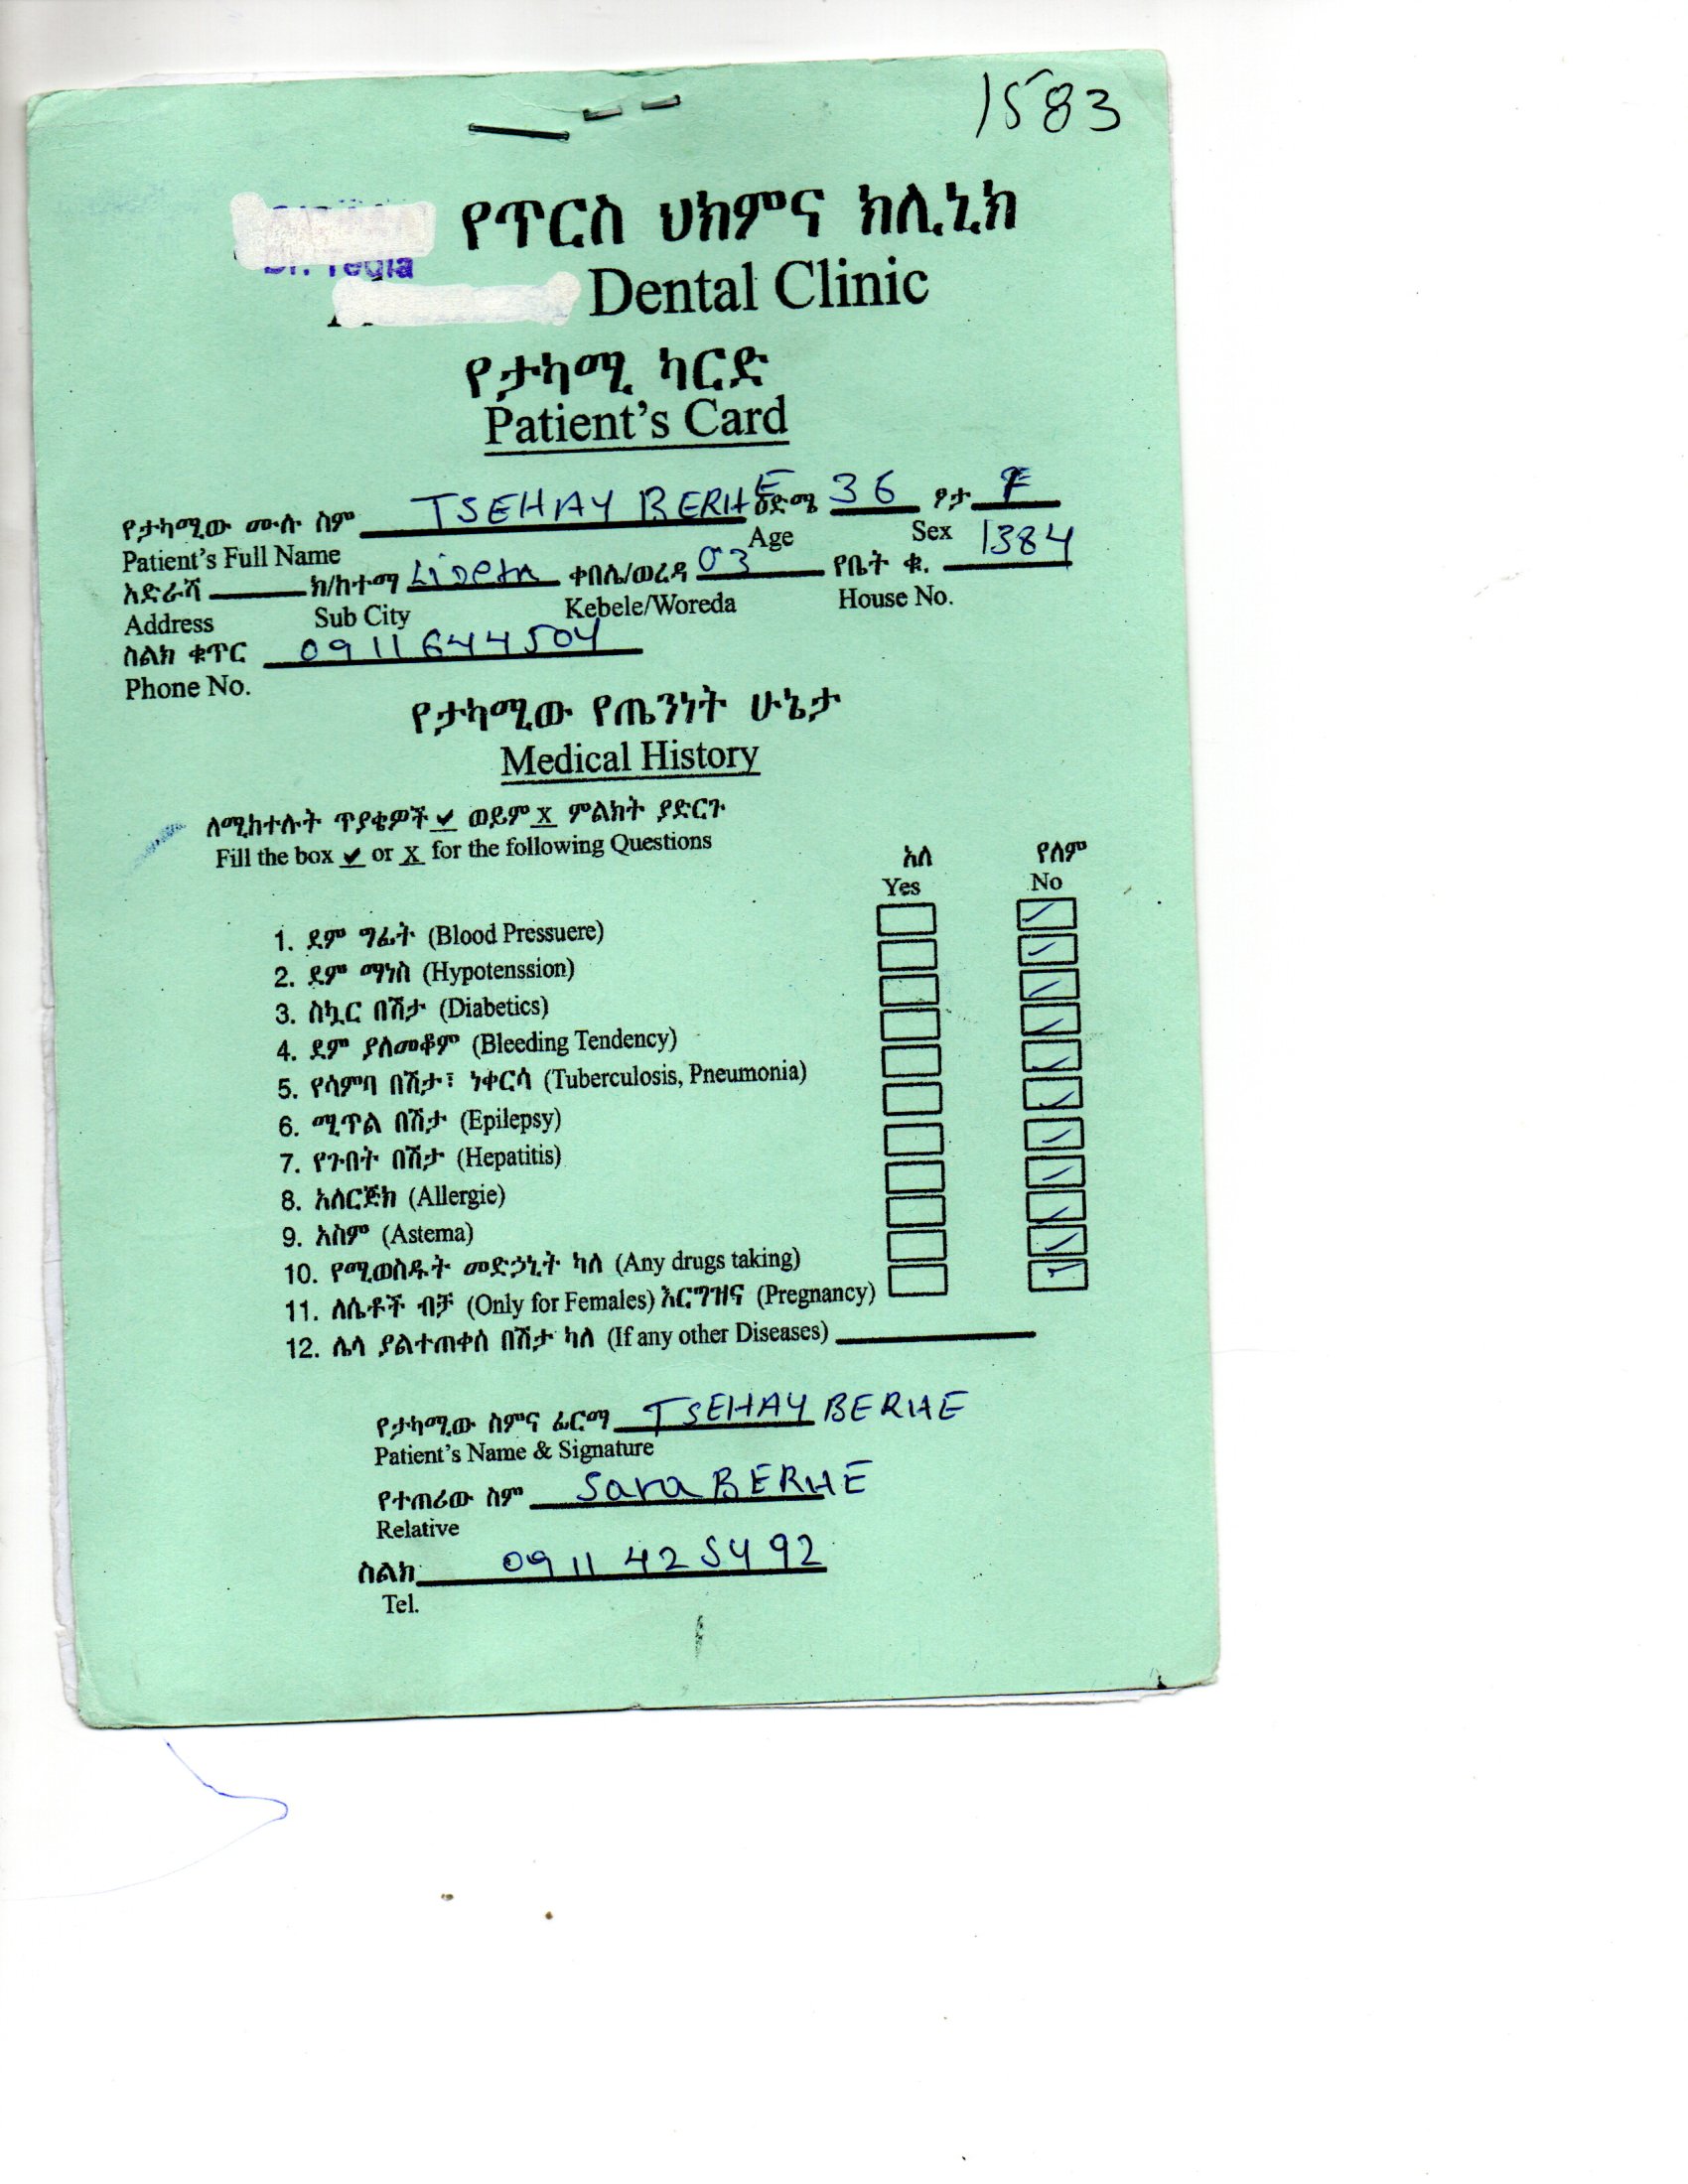 1583
የጥርስ ህክምና ክሊኒክ
Dental Clinic
የታካሚ ካርድ
Patient's Card
የታካሚው ሙሉ ስም TSEHAY BERHE ዕድሜ 36 ፆታ F
Patient's Full Name Age Sex
አድራሻ ክ/ከተማ Lideta ቀበሌ/ወረዳ 03 የቤት ቁ. 1384
Address Sub City Kebele/Woreda House No.
ስልክ ቁጥር 0911644504
Phone No.
የታካሚው የጤንነት ሁኔታ
Medical History
ለሚከተሉት ጥያቄዎች ✓ ወይም X ምልክት ያድርጉ
Fill the box ✓ or X for the following Questions
አለ የለም
Yes No
1. ደም ግፊት (Blood Pressuere) ✓
2. ደም ማነስ (Hypotenssion) ✓
3. ስኳር በሽታ (Diabetics) ✓
4. ደም ያለመቆም (Bleeding Tendency) ✓
5. የሳምባ በሽታ፣ ነቀርሳ (Tuberculosis, Pneumonia) ✓
6. ሚጥል በሽታ (Epilepsy) ✓
7. የጉበት በሽታ (Hepatitis) ✓
8. አለርጅክ (Allergie) ✓
9. አስም (Astema) ✓
10. የሚወስዱት መድኃኒት ካለ (Any drugs taking) ✓
11. ለሴቶች ብቻ (Only for Females) እርግዝና (Pregnancy) ✓
12. ሌላ ያልተጠቀሰ በሽታ ካለ (If any other Diseases)
የታካሚው ስምና ፊርማ TSEHAY BERHE
Patient's Name & Signature
የተጠሪው ስም Sara BERHE
Relative
ስልክ 0911 425492
Tel.